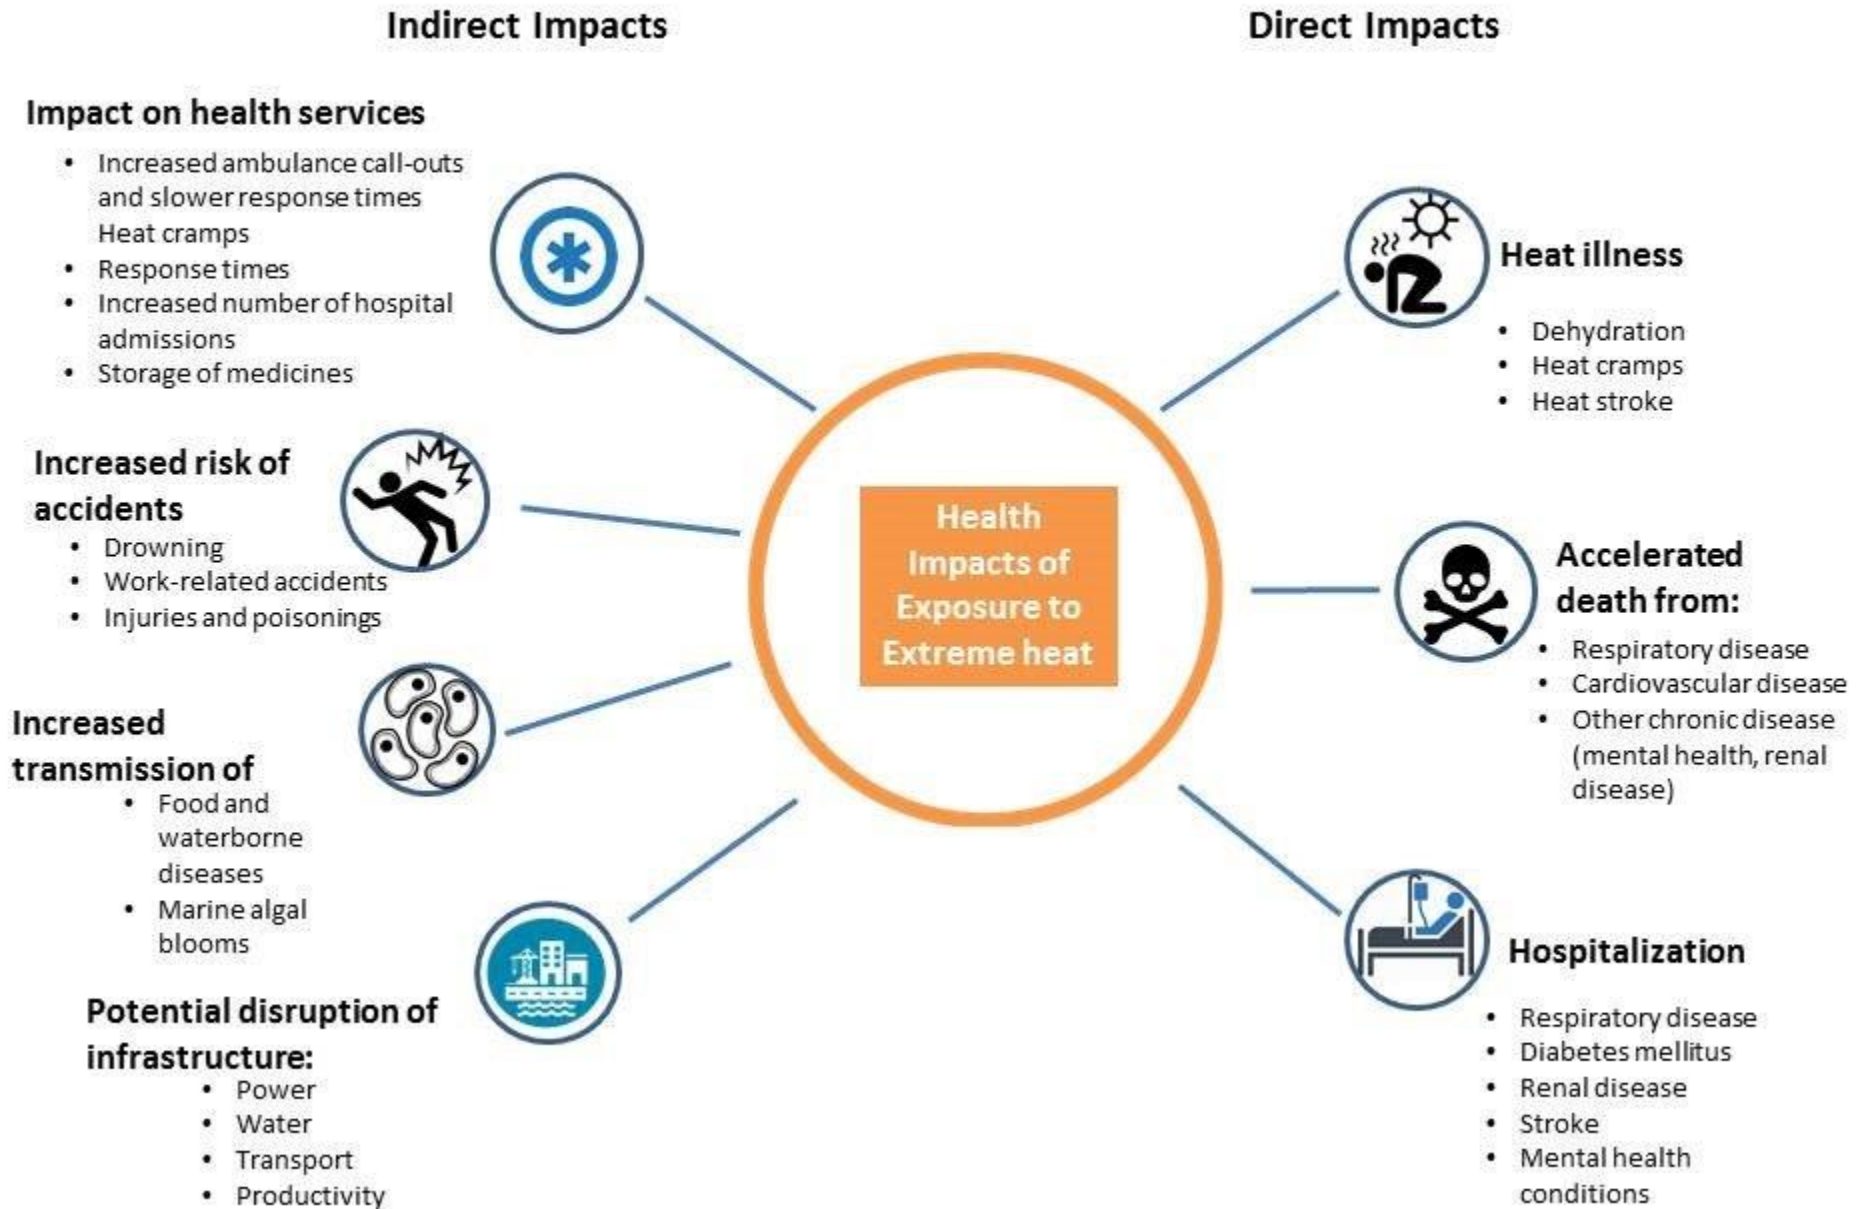 Indirect Impacts
Impact on health services
• Increased ambulance call-outs
and slower response times
Heat cramps
• Response times
• Increased number of hospital
admissions
• Storage of medicines
Increased risk of
accidents
• Drowning
• Work-related accidents
• Injuries and poisonings
Increased
transmission of
• Food and
waterborne
diseases
• Marine algal
blooms
Potential disruption of
infrastructure:
• Power
• Water
• Transport
• Productivity
Health
Impacts of
Exposure to
Extreme heat
Direct Impacts
Heat illness
• Dehydration
• Heat cramps
• Heat stroke
Accelerated
death from:
• Respiratory disease
• Cardiovascular disease
• Other chronic disease
(mental health, renal
disease)
Hospitalization
• Respiratory disease
• Diabetes mellitus
• Renal disease
• Stroke
• Mental health
conditions